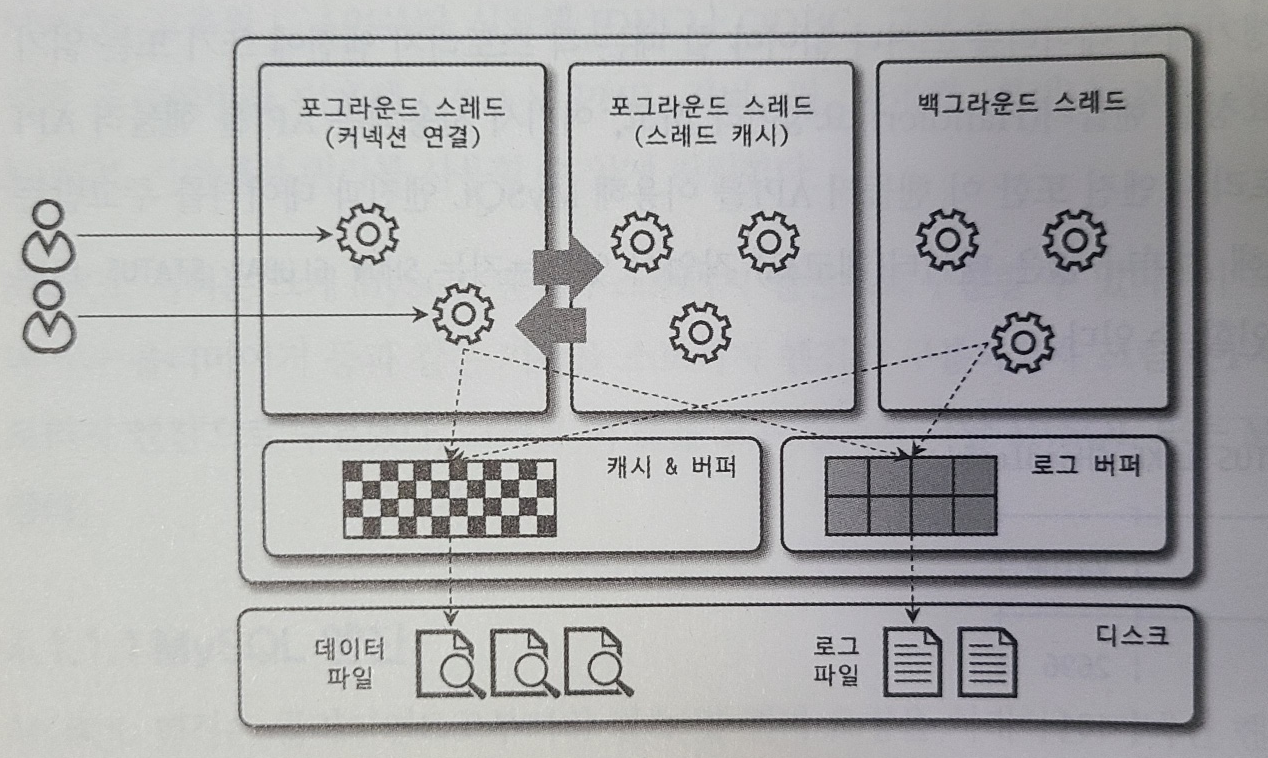 포그라운드 스레드
(커넥션 연결)
포그라운드 스레드
(스레드 캐시)
백그라운드 스레드
캐시 & 버퍼
로그 버퍼
데이터
파일
로그
파일
디스크